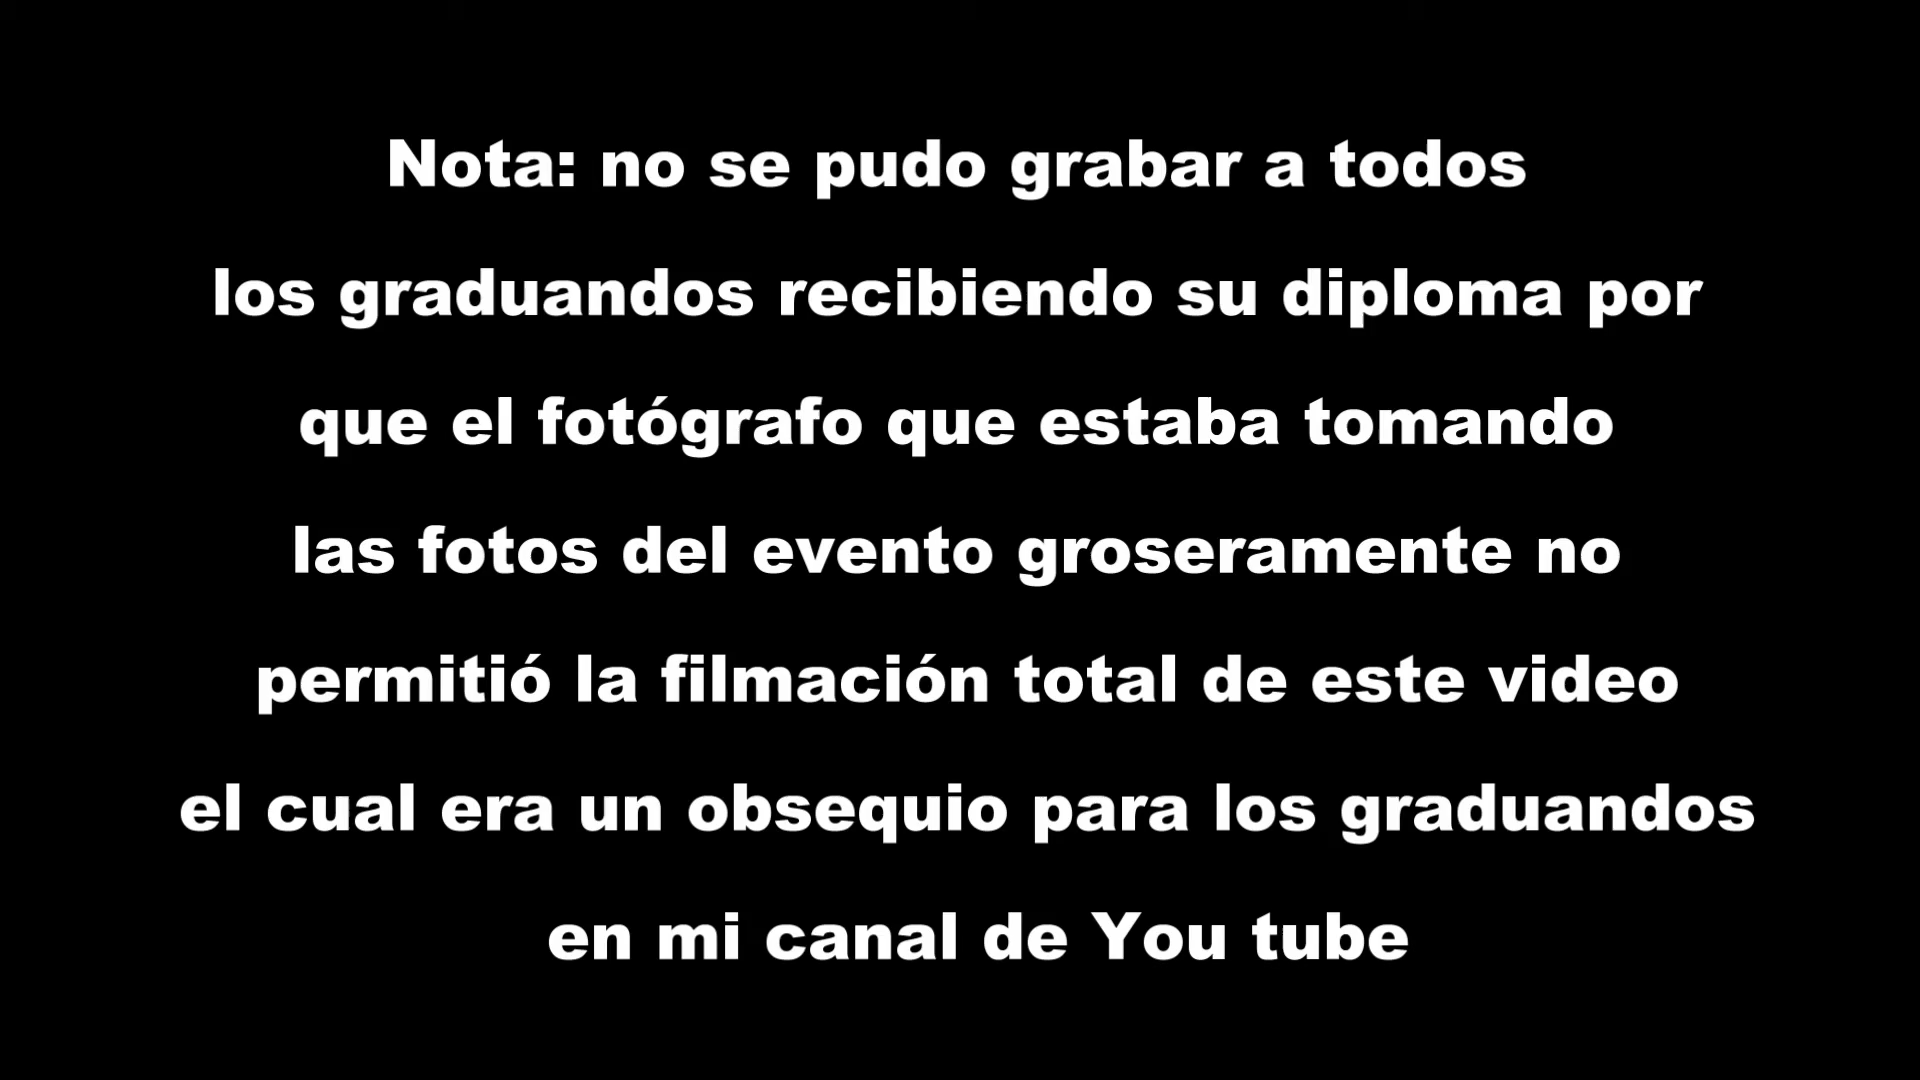 Nota: no se pudo grabar a todos
los graduandos recibiendo su diploma por
que el fotógrafo que estaba tomando
las fotos del evento groseramente no
permitió la filmación total de este video
el cual era un obsequio para los graduandos
en mi canal de You tube